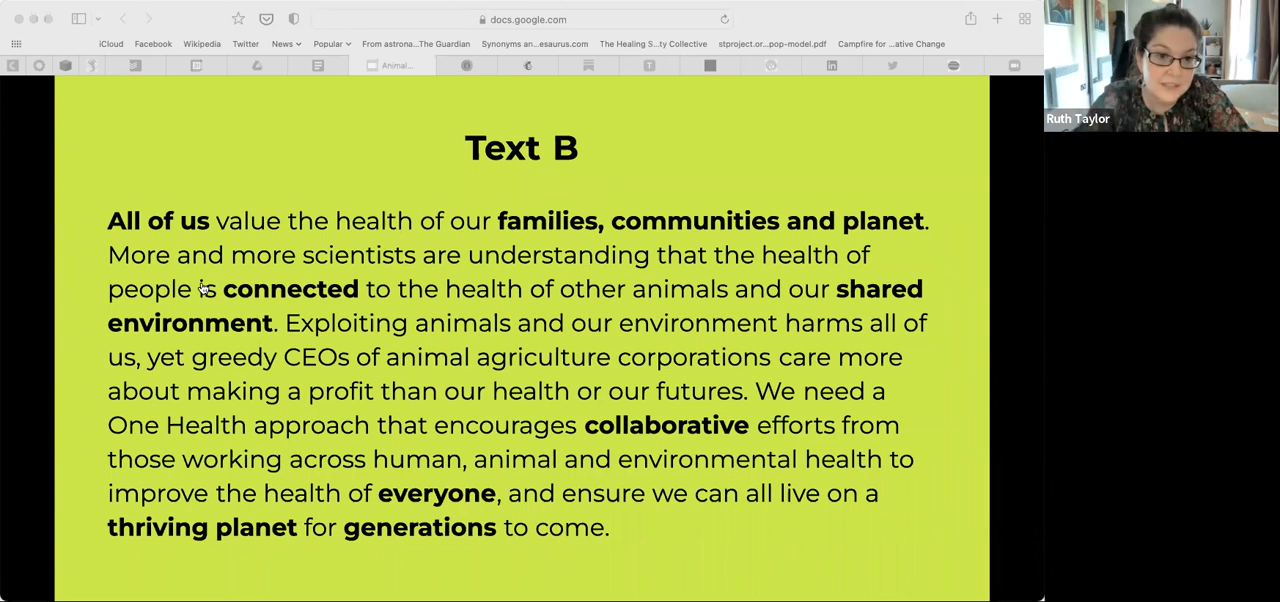 docs.google.com
iCloud Facebook Wikipedia Twitter News Popular From astrona...The Guardian Synonyms an...esaurus.com The Healing S...ty Collective stproject.or...pop-model.pdf Campfire for ...ative Change
Animal...
Ruth Taylor
Text B
All of us value the health of our families, communities and planet.
More and more scientists are understanding that the health of
people is connected to the health of other animals and our shared
environment. Exploiting animals and our environment harms all of
us, yet greedy CEOs of animal agriculture corporations care more
about making a profit than our health or our futures. We need a
One Health approach that encourages collaborative efforts from
those working across human, animal and environmental health to
improve the health of everyone, and ensure we can all live on a
thriving planet for generations to come.